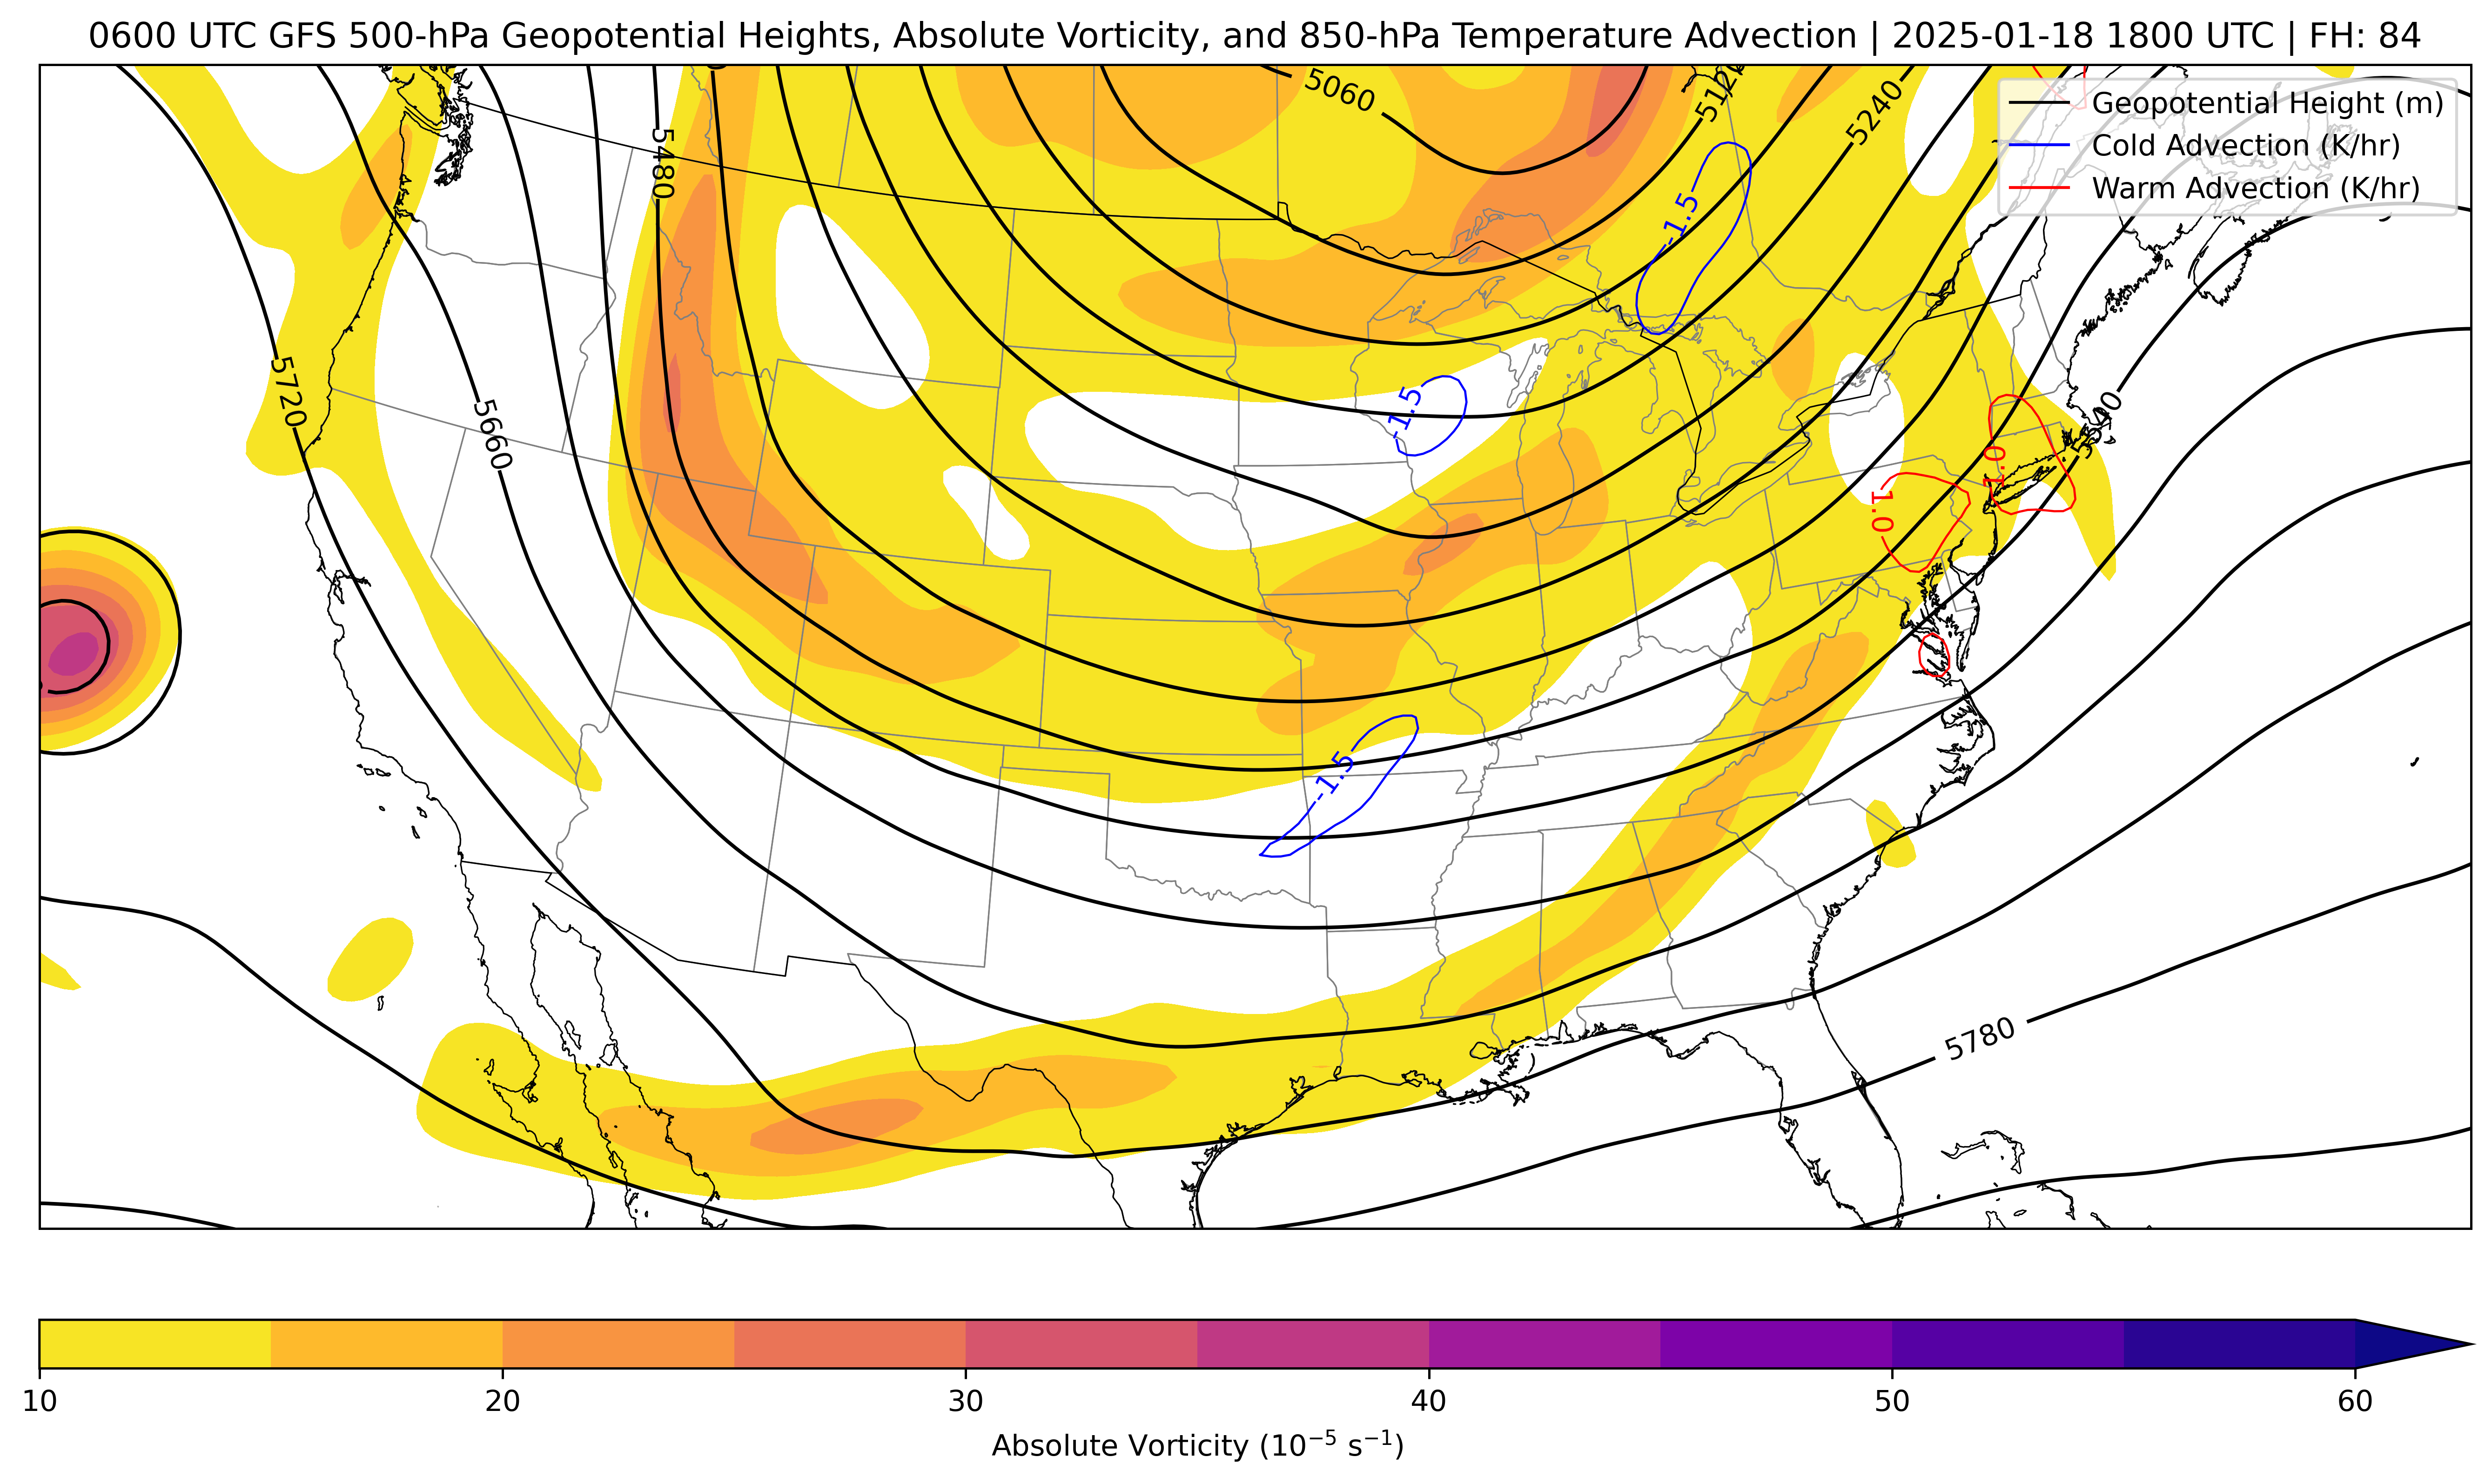 0600 UTC GFS 500-hPa Geopotential Heights, Absolute Vorticity, and 850-hPa Temperature Advection | 2025-01-18 1800 UTC | FH: 84
Geopotential Height (m)
Cold Advection (K/hr)
Warm Advection (K/hr)
5060
5120
5240
5480
-1.5
5720
5660
-1.5
1.0
1.0
-1.5
5780
10 20 30 40 50 60
Absolute Vorticity (10⁻⁵ s⁻¹)